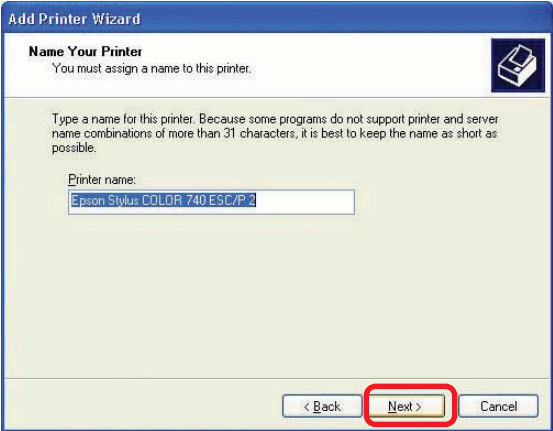 Add Printer Wizard
Name Your Printer
You must assign a name to this printer.
Type a name for this printer. Because some programs do not support printer and server
name combinations of more than 31 characters, it is best to keep the name as short as
possible.
Printer name:
Epson Stylus COLOR 740 ESC/P 2
< Back
Next >
Cancel